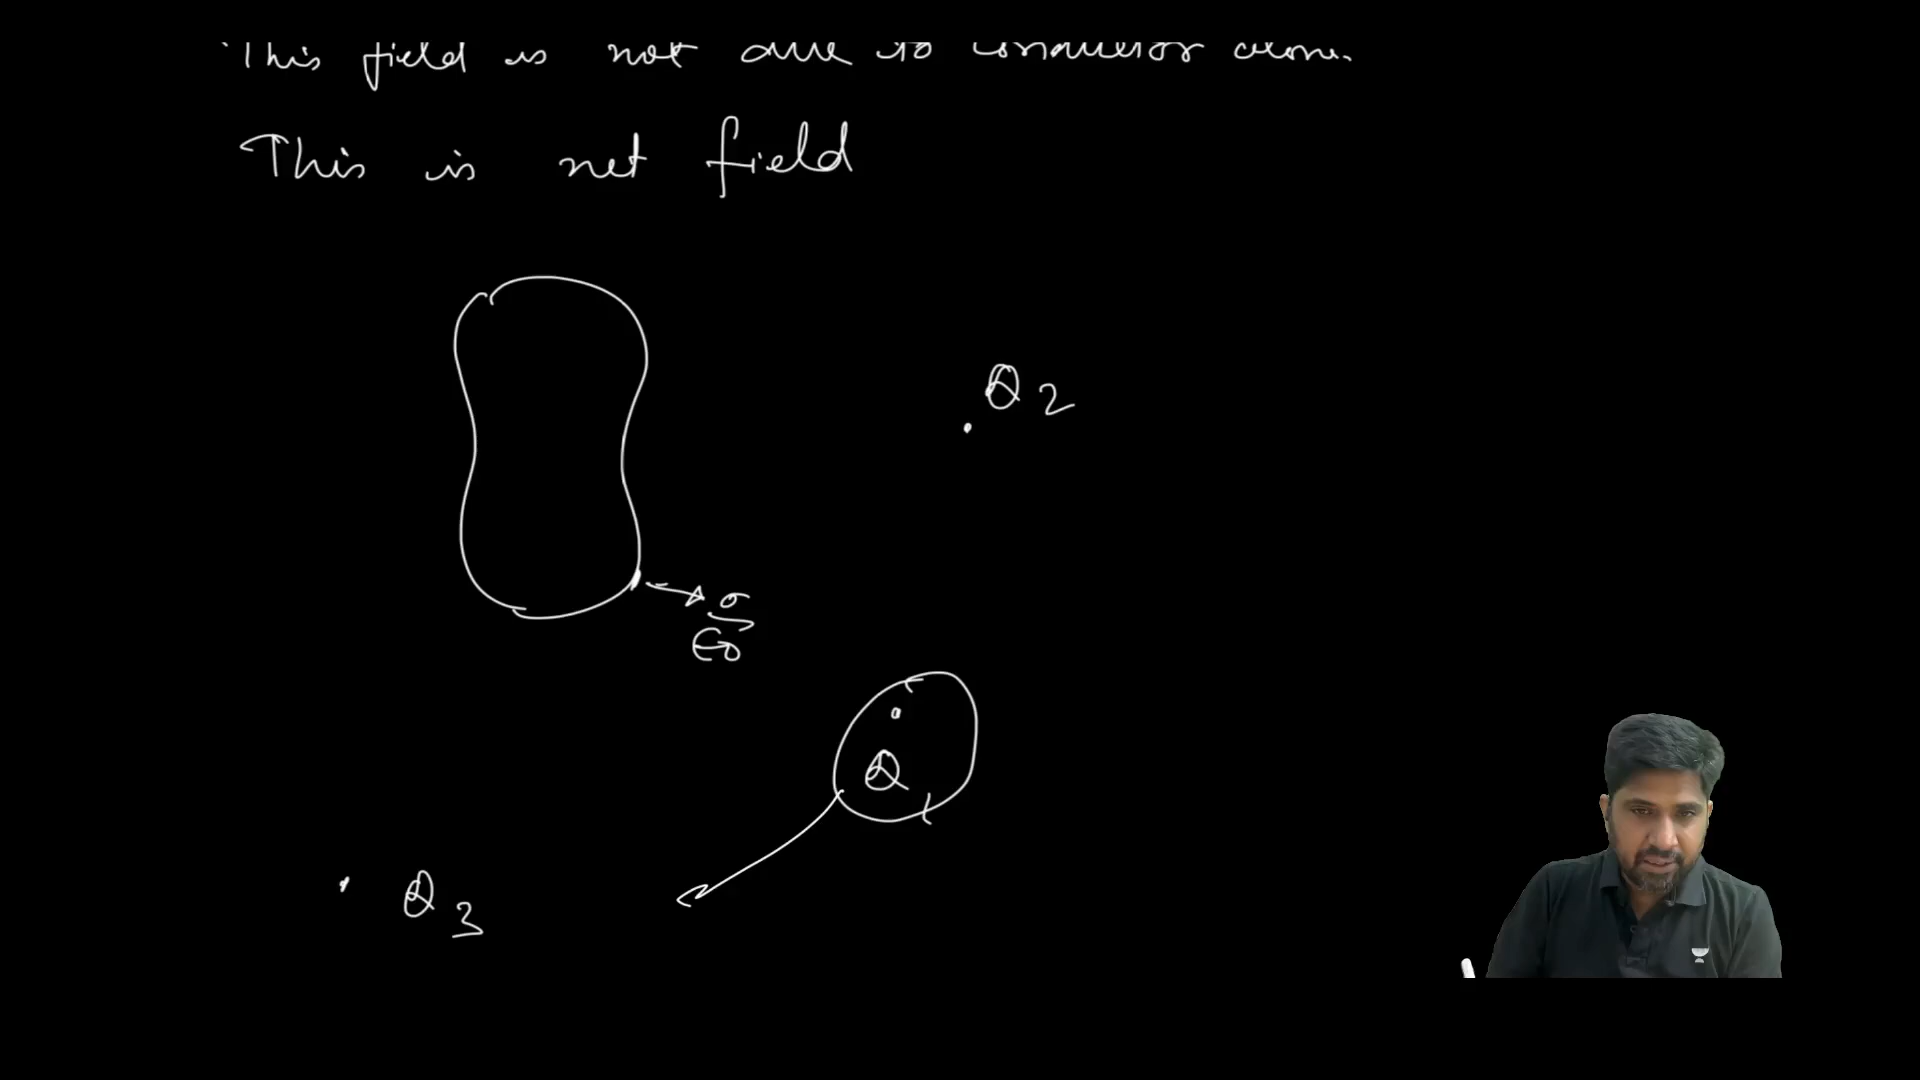 This field is not due to conductor alone.
This is net field
Q2
σ
ϵ0
Q
Q3